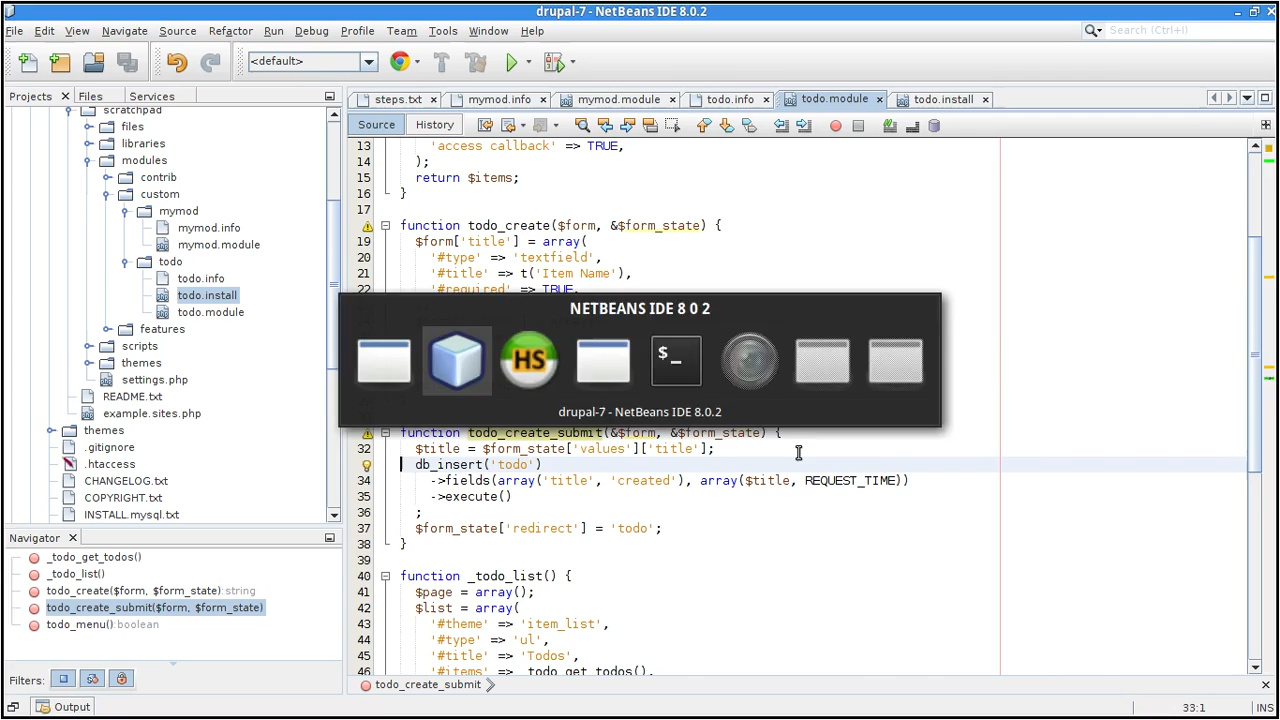 drupal-7 - NetBeans IDE 8.0.2
File Edit View Navigate Source Refactor Run Debug Profile Team Tools Window Help
Search (Ctrl+I)
<default>
Projects Files Services
steps.txt mymod.info mymod.module todo.info todo.module todo.install
Source History
scratchpad
files
libraries
modules
contrib
custom
mymod
mymod.info
mymod.module
todo
todo.info
todo.install
todo.module
features
scripts
themes
settings.php
README.txt
example.sites.php
themes
.gitignore
.htaccess
CHANGELOG.txt
COPYRIGHT.txt
INSTALL.mysql.txt
Navigator
_todo_get_todos()
_todo_list()
todo_create($form, $form_state):string
todo_create_submit($form, $form_state)
todo_menu():boolean
Filters:
13 'access callback' => TRUE,
14 );
15 return $items;
16 }
17
function todo_create($form, &$form_state) {
19 $form['title'] = array(
20 '#type' => 'textfield',
21 '#title' => t('Item Name'),
22 '#required' => TRUE,
NETBEANS IDE 8 0 2
HS
$_
drupal-7 - NetBeans IDE 8.0.2
function todo_create_submit(&$form, &$form_state) {
32 $title = $form_state['values']['title'];
db_insert('todo')
34 ->fields(array('title', 'created'), array($title, REQUEST_TIME))
35 ->execute()
36 ;
37 $form_state['redirect'] = 'todo';
38 }
39
40 function _todo_list() {
41 $page = array();
42 $list = array(
43 '#theme' => 'item_list',
44 '#type' => 'ul',
45 '#title' => 'Todos',
46 '#items' => _todo_get_todos(),
todo_create_submit
Output
33:1 INS